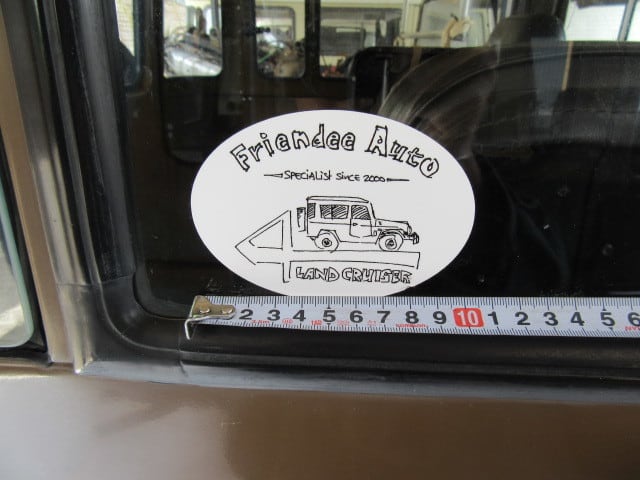 Friendee Auto
SPECIALIST SINCE 2000
LAND CRUISER
2 3 4 5 6 7 8 9 10 1 2 3 4 5 6